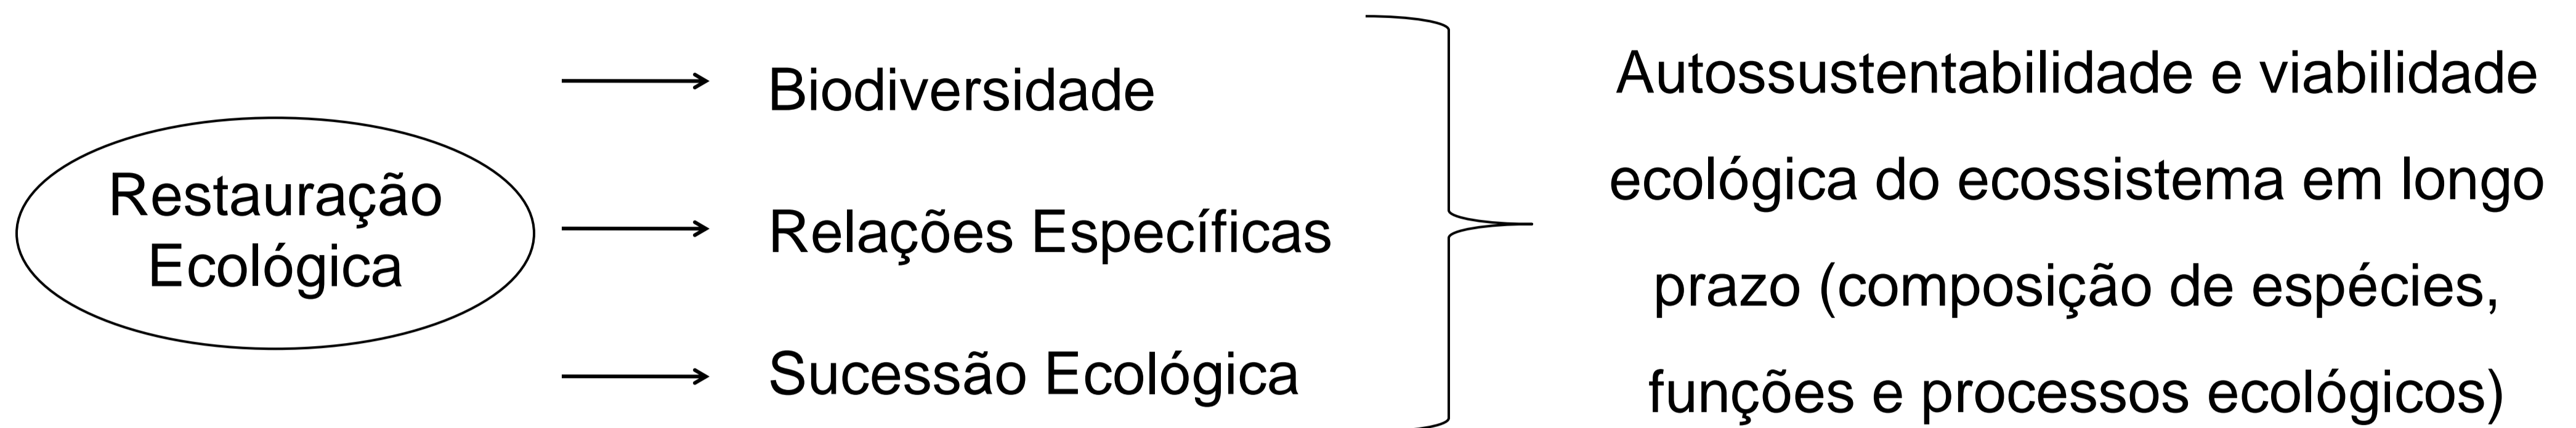 Restauração
Ecológica
Biodiversidade
Relações Específicas
Sucessão Ecológica
Autossustentabilidade e viabilidade
ecológica do ecossistema em longo
prazo (composição de espécies,
funções e processos ecológicos)